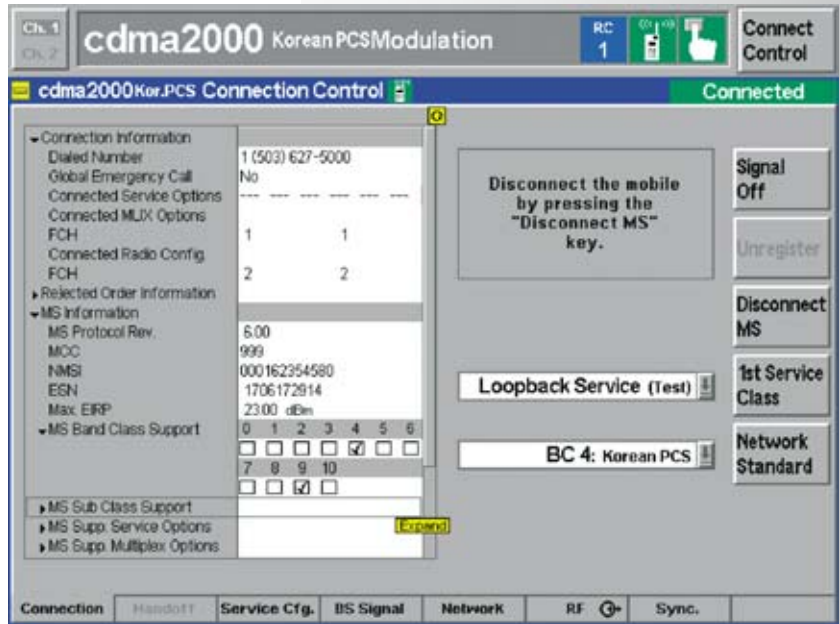 Ch. 1
Ch. 2
cdma2000 Korean PCS Modulation
RC
1
Connect
Control
cdma2000 Kor.PCS Connection Control
Connected
Connection Information
Dialed Number 1 (503) 627-5000
Global Emergency Call No
Connected Service Options --- --- --- --- --- ---
Connected MUX Options
FCH 1 1
Connected Radio Config.
FCH 2 2
Rejected Order Information
MS Information
MS Protocol Rev. 6.00
MCC 999
NMSI 000162354580
ESN 1706172914
Max. EIRP 23.00 dBm
MS Band Class Support 0 1 2 3 4 5 6
7 8 9 10
MS Sub Class Support
Expand
MS Supp. Service Options
MS Supp. Multiplex Options
Disconnect the mobile
by pressing the
"Disconnect MS"
key.
Loopback Service (Test)
BC 4: Korean PCS
Signal
Off
Unregister
Disconnect
MS
1st Service
Class
Network
Standard
Connection
Handoff
Service Cfg.
BS Signal
Network
RF
Sync.